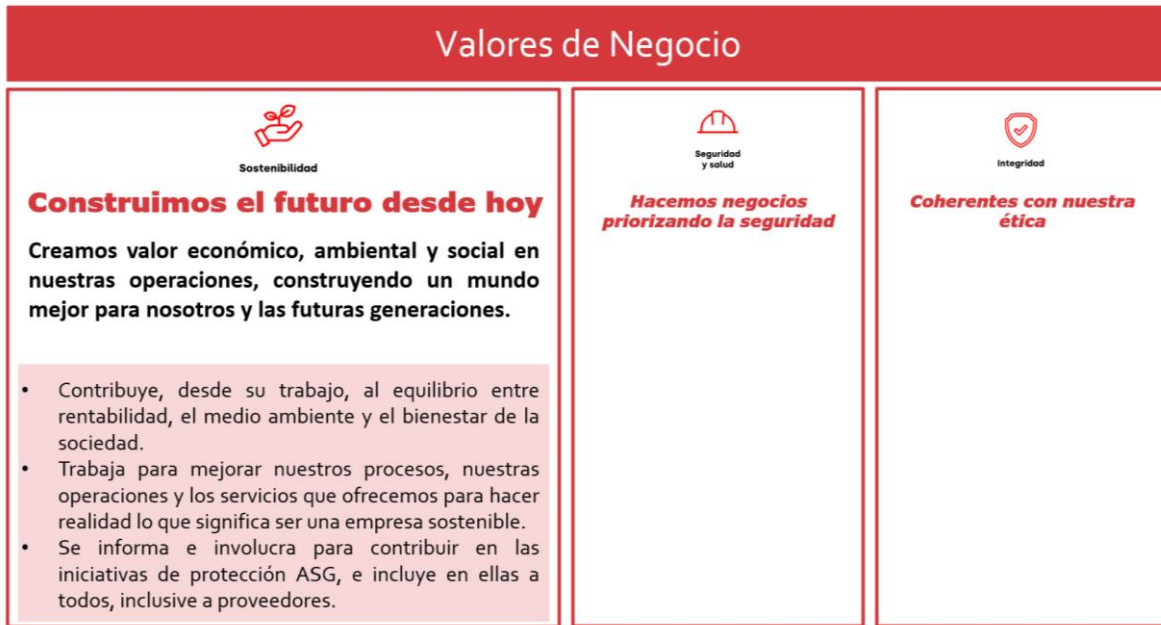 Valores de Negocio
Sostenibilidad
Construimos el futuro desde hoy
Creamos valor económico, ambiental y social en
nuestras operaciones, construyendo un mundo
mejor para nosotros y las futuras generaciones.
• Contribuye, desde su trabajo, al equilibrio entre
rentabilidad, el medio ambiente y el bienestar de la
sociedad.
• Trabaja para mejorar nuestros procesos, nuestras
operaciones y los servicios que ofrecemos para hacer
realidad lo que significa ser una empresa sostenible.
• Se informa e involucra para contribuir en las
iniciativas de protección ASG, e incluye en ellas a
todos, inclusive a proveedores.
Seguridad
y salud
Hacemos negocios
priorizando la seguridad
Integridad
Coherentes con nuestra
ética